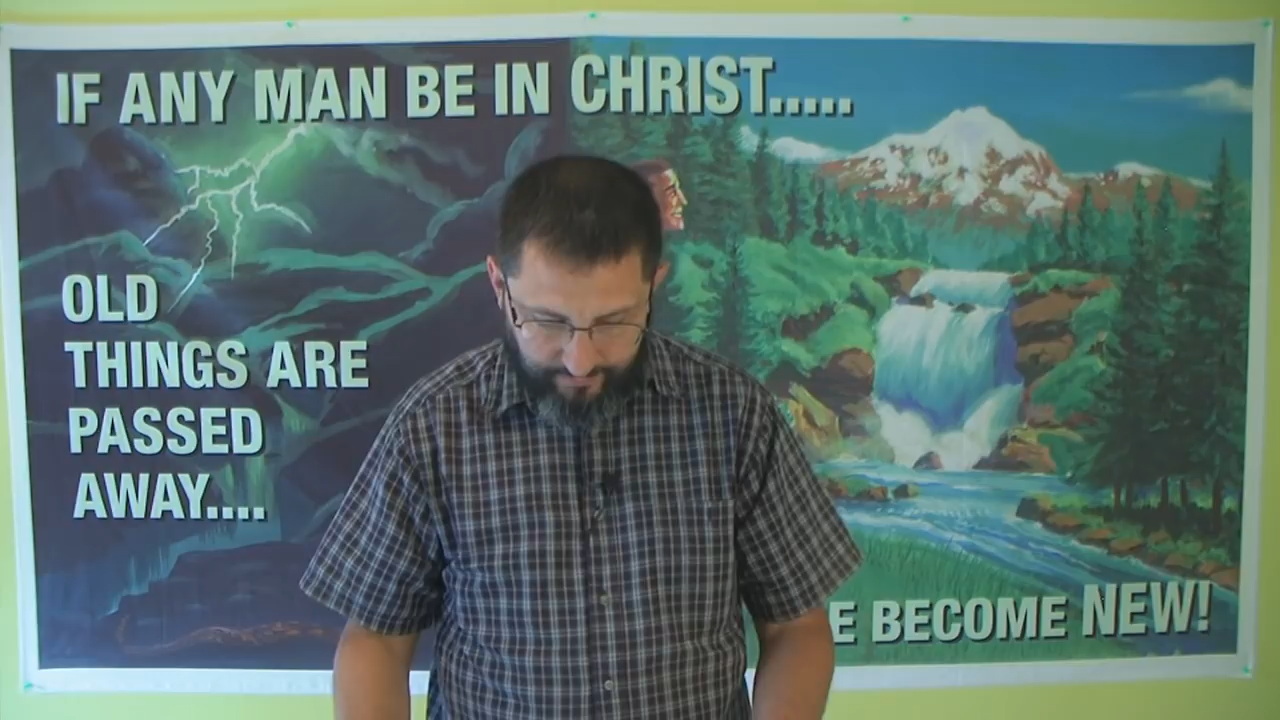 IF ANY MAN BE IN CHRIST.....
OLD
THINGS ARE
PASSED
AWAY....
E BECOME NEW!